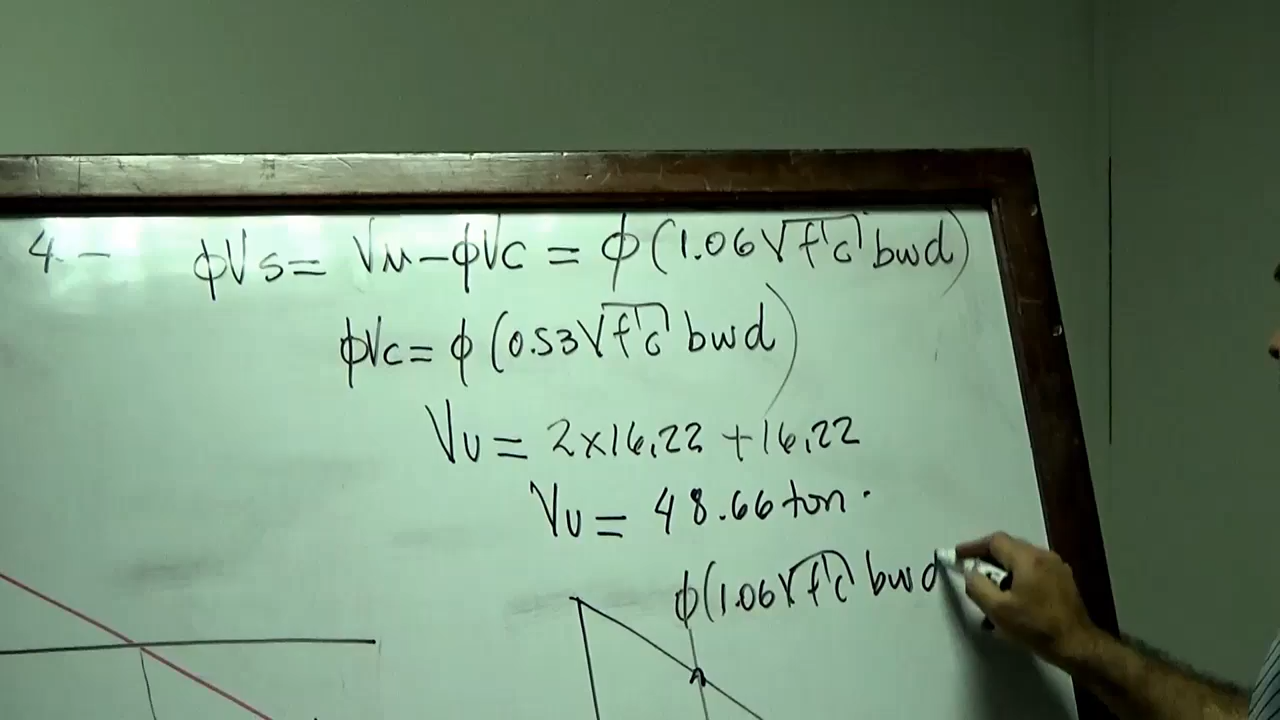 4.- ϕVs = Vu - ϕVc = ϕ(1.06√f'c bwd)
ϕVc = ϕ(0.53√f'c bwd)
Vu = 2x16.22 + 16.22
Vu = 48.66 ton.
ϕ(1.06√f'c bwd